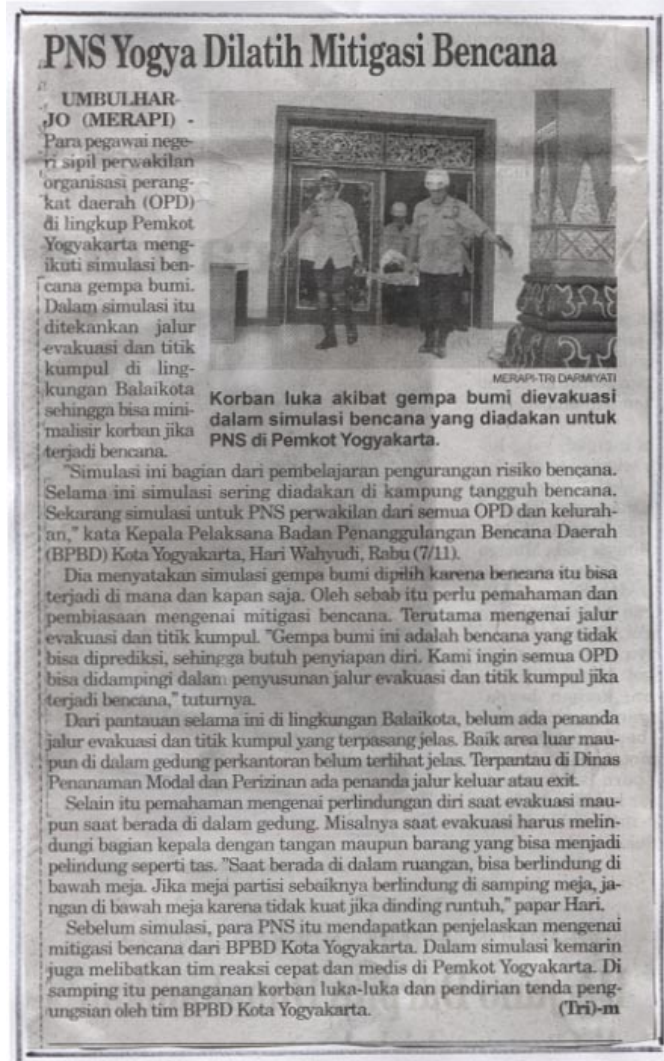 PNS Yogya Dilatih Mitigasi Bencana
UMBULHAR-
JO (MERAPI) -
Para pegawai nege-
ri sipil perwakilan
organisasi perang-
kat daerah (OPD)
di lingkup Pemkot
Yogyakarta meng-
ikuti simulasi ben-
cana gempa bumi.
Dalam simulasi itu
ditekankan jalur
evakuasi dan titik
kumpul di ling-
kungan Balaikota
sehingga bisa mini-
malisir korban jika
terjadi bencana.
MERAPI-TRI DARMIYATI
Korban luka akibat gempa bumi dievakuasi
dalam simulasi bencana yang diadakan untuk
PNS di Pemkot Yogyakarta.
"Simulasi ini bagian dari pembelajaran pengurangan risiko bencana.
Selama ini simulasi sering diadakan di kampung tangguh bencana.
Sekarang simulasi untuk PNS perwakilan dari semua OPD dan kelurah-
an," kata Kepala Pelaksana Badan Penanggulangan Bencana Daerah
(BPBD) Kota Yogyakarta, Hari Wahyudi, Rabu (7/11).
Dia menyatakan simulasi gempa bumi dipilih karena bencana itu bisa
terjadi di mana dan kapan saja. Oleh sebab itu perlu pemahaman dan
pembiasaan mengenai mitigasi bencana. Terutama mengenai jalur
evakuasi dan titik kumpul. "Gempa bumi ini adalah bencana yang tidak
bisa diprediksi, sehingga butuh penyiapan diri. Kami ingin semua OPD
bisa didampingi dalam penyusunan jalur evakuasi dan titik kumpul jika
terjadi bencana," tuturnya.
Dari pantauan selama ini di lingkungan Balaikota, belum ada penanda
jalur evakuasi dan titik kumpul yang terpasang jelas. Baik area luar mau-
pun di dalam gedung perkantoran belum terlihat jelas. Terpantau di Dinas
Penanaman Modal dan Perizinan ada penanda jalur keluar atau exit.
Selain itu pemahaman mengenai perlindungan diri saat evakuasi mau-
pun saat berada di dalam gedung. Misalnya saat evakuasi harus melin-
dungi bagian kepala dengan tangan maupun barang yang bisa menjadi
pelindung seperti tas. "Saat berada di dalam ruangan, bisa berlindung di
bawah meja. Jika meja partisi sebaiknya berlindung di samping meja, ja-
ngan di bawah meja karena tidak kuat jika dinding runtuh," papar Hari.
Sebelum simulasi, para PNS itu mendapatkan penjelaskan mengenai
mitigasi bencana dari BPBD Kota Yogyakarta. Dalam simulasi kemarin
juga melibatkan tim reaksi cepat dan medis di Pemkot Yogyakarta. Di
samping itu penanganan korban luka-luka dan pendirian tenda peng-
ungsian oleh tim BPBD Kota Yogyakarta. (Tri)-m